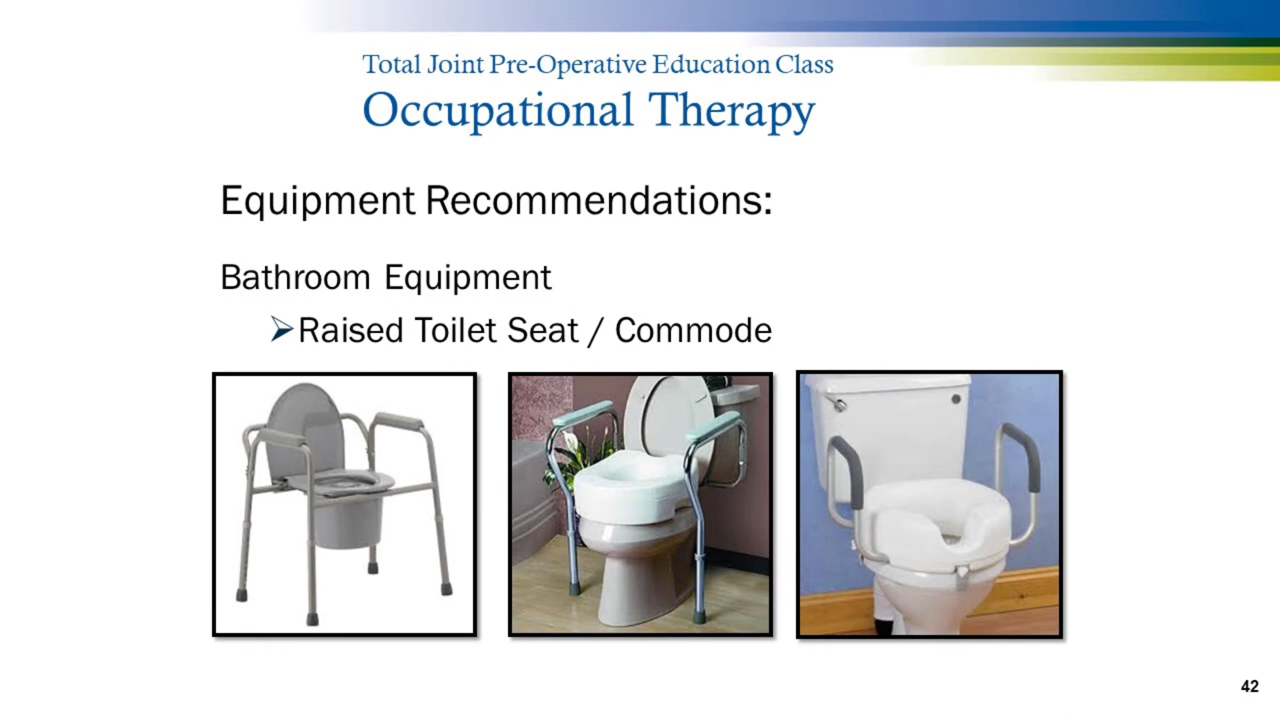 Total Joint Pre-Operative Education Class
Occupational Therapy
Equipment Recommendations:
Bathroom Equipment
➢Raised Toilet Seat / Commode
42